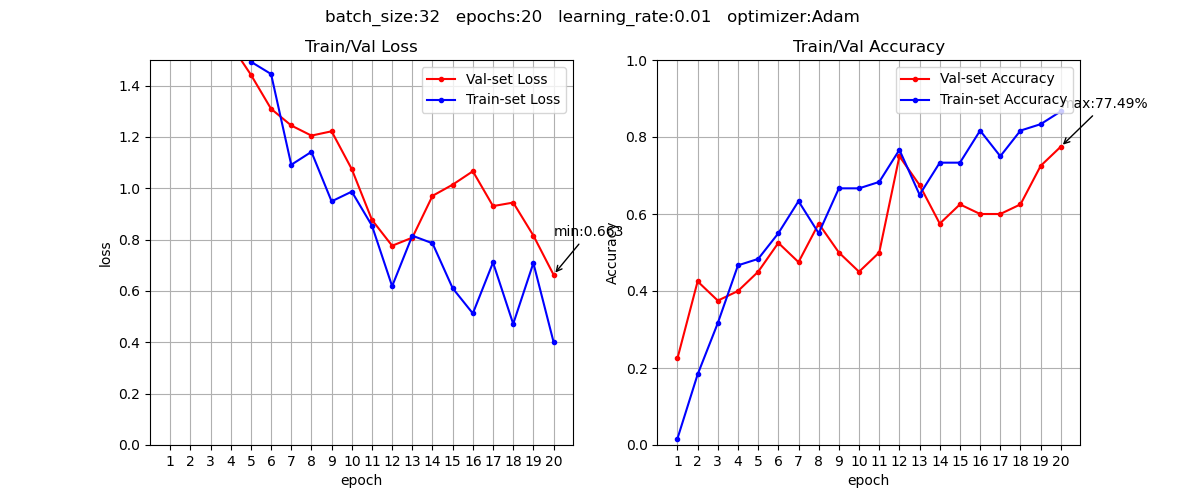 batch_size:32 epochs:20 learning_rate:0.01 optimizer:Adam
Train/Val Loss
Val-set Loss
Train-set Loss
1.4
1.2
1.0
0.8
0.6
0.4
0.2
0.0
loss
1 2 3 4 5 6 7 8 9 10 11 12 13 14 15 16 17 18 19 20
epoch
Train/Val Accuracy
Val-set Accuracy
Train-set Accuracy
max:77.49%
1.0
0.8
0.6
0.4
0.2
0.0
Accuracy
1 2 3 4 5 6 7 8 9 10 11 12 13 14 15 16 17 18 19 20
epoch